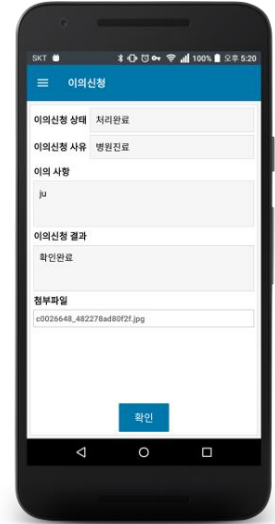 SKT 100% 오후 5:20
이의신청
이의신청 상태 처리완료
이의신청 사유 병원진료
이의 사항
ju
이의신청 결과
확인완료
첨부파일
c0026648_482278ad80f2f.jpg
확인